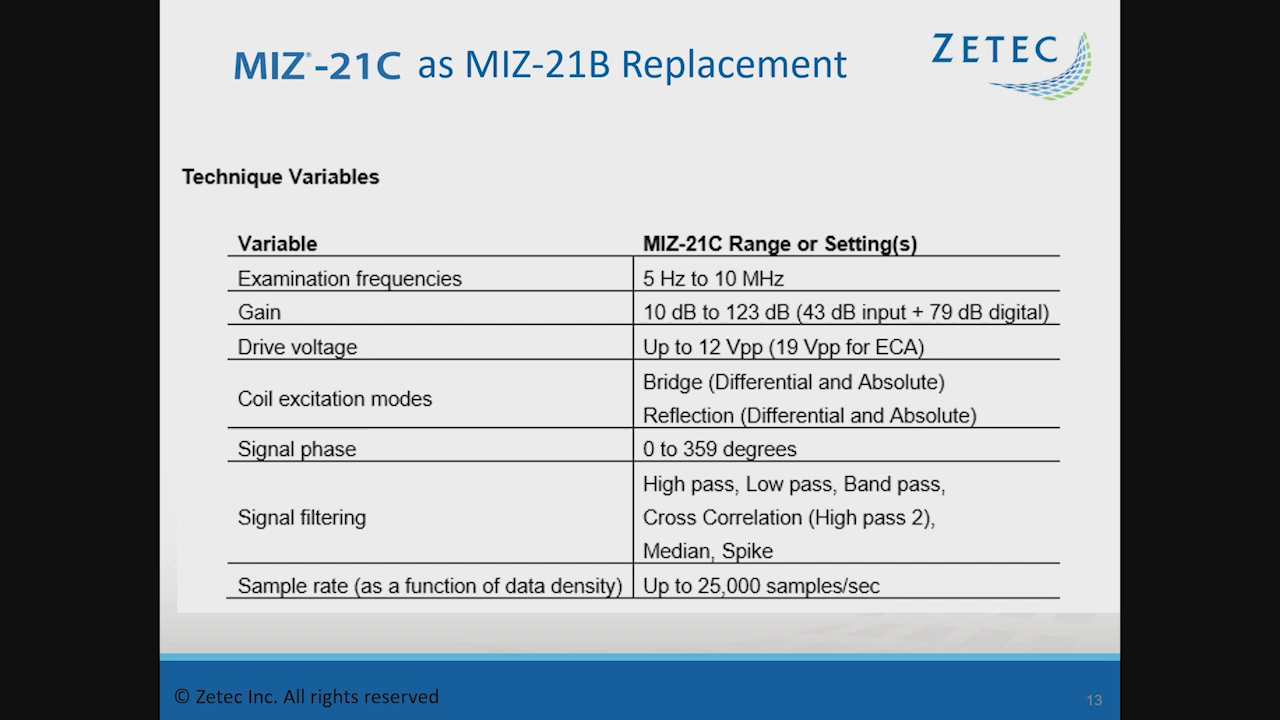 MIZ®-21C as MIZ-21B Replacement
ZETEC
Technique Variables
Variable MIZ-21C Range or Setting(s)
Examination frequencies 5 Hz to 10 MHz
Gain 10 dB to 123 dB (43 dB input + 79 dB digital)
Drive voltage Up to 12 Vpp (19 Vpp for ECA)
Coil excitation modes Bridge (Differential and Absolute)
Reflection (Differential and Absolute)
Signal phase 0 to 359 degrees
Signal filtering High pass, Low pass, Band pass,
Cross Correlation (High pass 2),
Median, Spike
Sample rate (as a function of data density) Up to 25,000 samples/sec
© Zetec Inc. All rights reserved
13